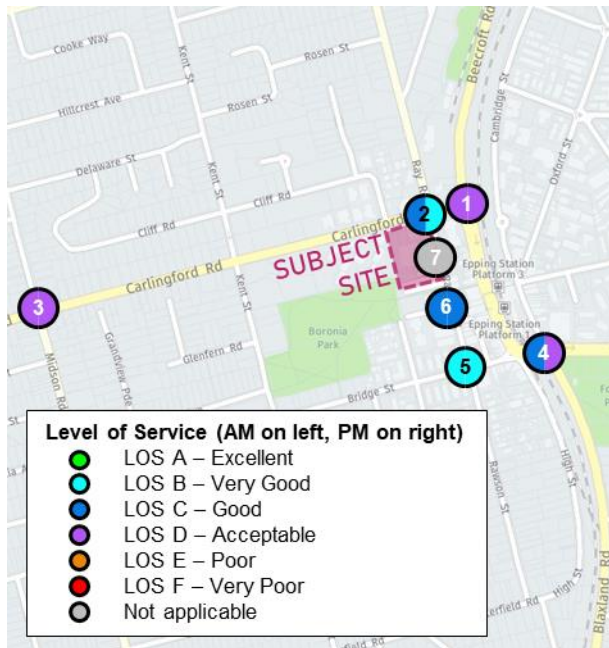 Cooke Way
Kent St
Rosen St
Beecroft Rd
Cambridge St
Oxford St
Hillcrest Ave
Rosen St
Delaware St
Kent St
Ray R
Cliff Rd
Cliff Rd
Carlingford
1
2
SUBJECT
SITE
7
Epping Station
Platform 3
Carlingford Rd
3
6
Epping Station
Platform 1
Boronia
Park
4
Glenfern Rd
Grandview Pde
Midson Rd
5
Bridge St
High St
Rawson St
High St
Blaxland Rd
erfield Rd
field Rd
Level of Service (AM on left, PM on right)
LOS A – Excellent
LOS B – Very Good
LOS C – Good
LOS D – Acceptable
LOS E – Poor
LOS F – Very Poor
Not applicable